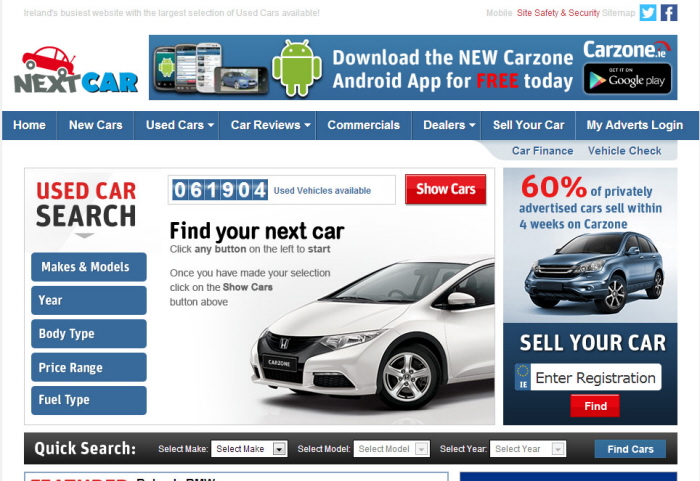 Ireland's busiest website with the largest selection of Used Cars available!
Mobile Site Safety & Security Sitemap
NEXTCAR
Download the NEW Carzone
Android App for FREE today
Carzone.ie
GET IT ON
Google play
Home New Cars Used Cars Car Reviews Commercials Dealers Sell Your Car My Adverts Login
Car Finance Vehicle Check
USED CAR
SEARCH
Makes & Models
Year
Body Type
Price Range
Fuel Type
061904 Used Vehicles available
Show Cars
Find your next car
Click any button on the left to start
Once you have made your selection
click on the Show Cars
button above
CARZONE
60% of privately
advertised cars sell within
4 weeks on Carzone
SELL YOUR CAR
IE Enter Registration
Find
Quick Search: Select Make: Select Make Select Model: Select Model Select Year: Select Year Find Cars